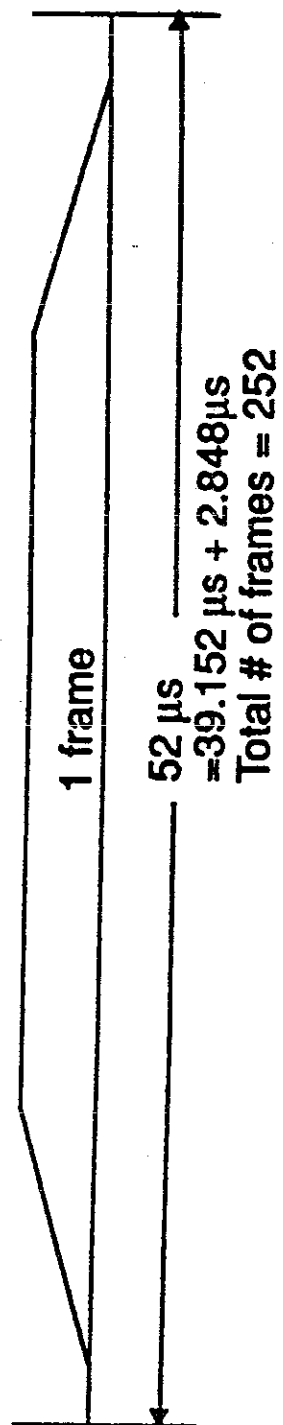 1 frame
52 µs
=39.152 µs + 2.848µs
Total # of frames = 252